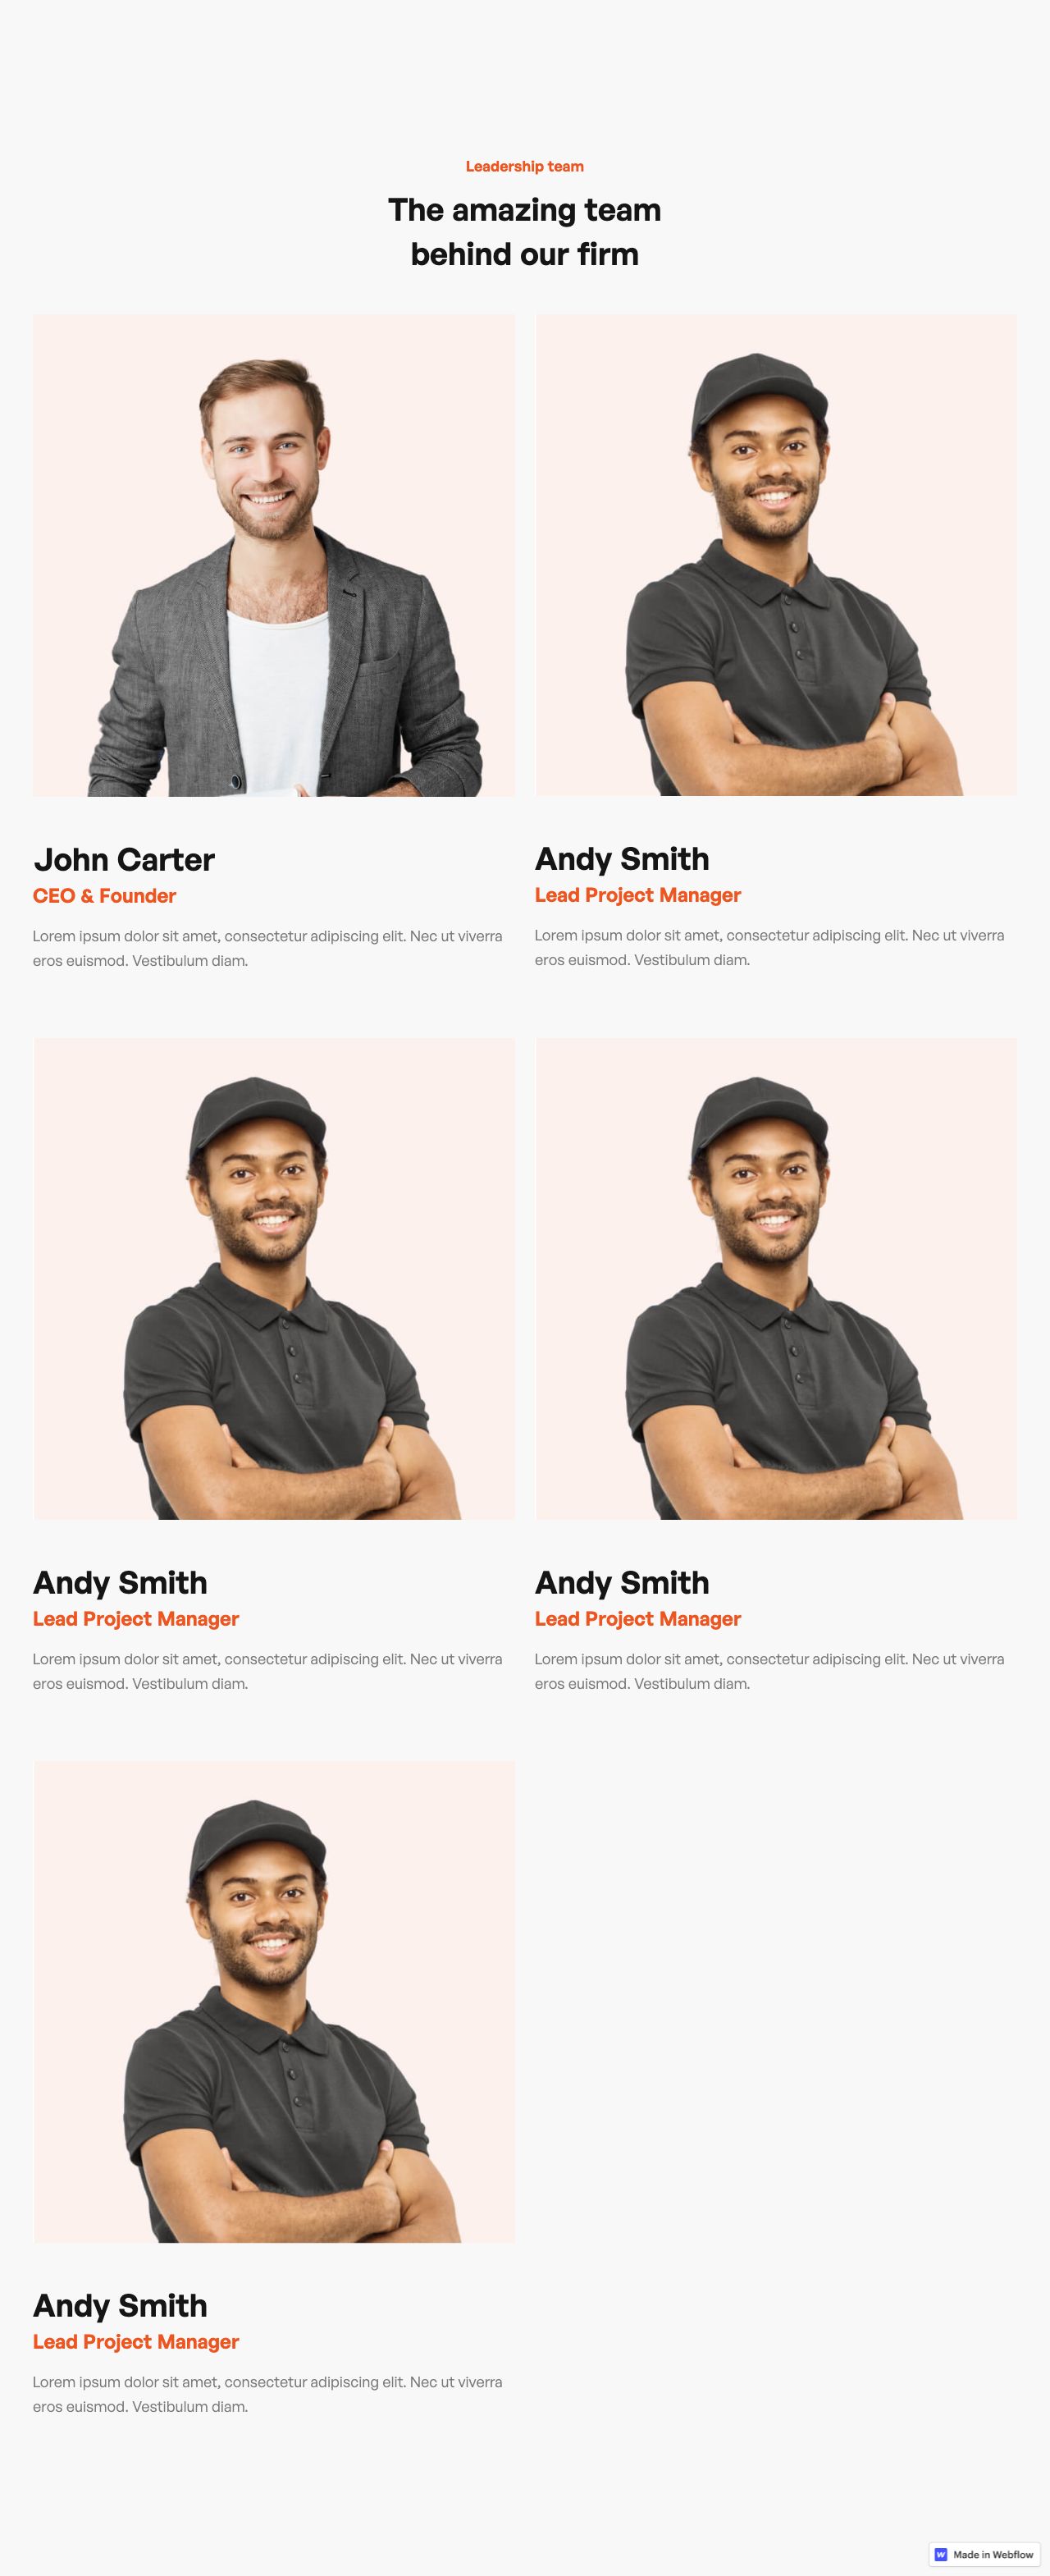 Leadership team
The amazing team
behind our firm
John Carter
CEO & Founder
Lorem ipsum dolor sit amet, consectetur adipiscing elit. Nec ut viverra
eros euismod. Vestibulum diam.
Andy Smith
Lead Project Manager
Lorem ipsum dolor sit amet, consectetur adipiscing elit. Nec ut viverra
eros euismod. Vestibulum diam.
Andy Smith
Lead Project Manager
Lorem ipsum dolor sit amet, consectetur adipiscing elit. Nec ut viverra
eros euismod. Vestibulum diam.
Andy Smith
Lead Project Manager
Lorem ipsum dolor sit amet, consectetur adipiscing elit. Nec ut viverra
eros euismod. Vestibulum diam.
Andy Smith
Lead Project Manager
Lorem ipsum dolor sit amet, consectetur adipiscing elit. Nec ut viverra
eros euismod. Vestibulum diam.
Made in Webflow